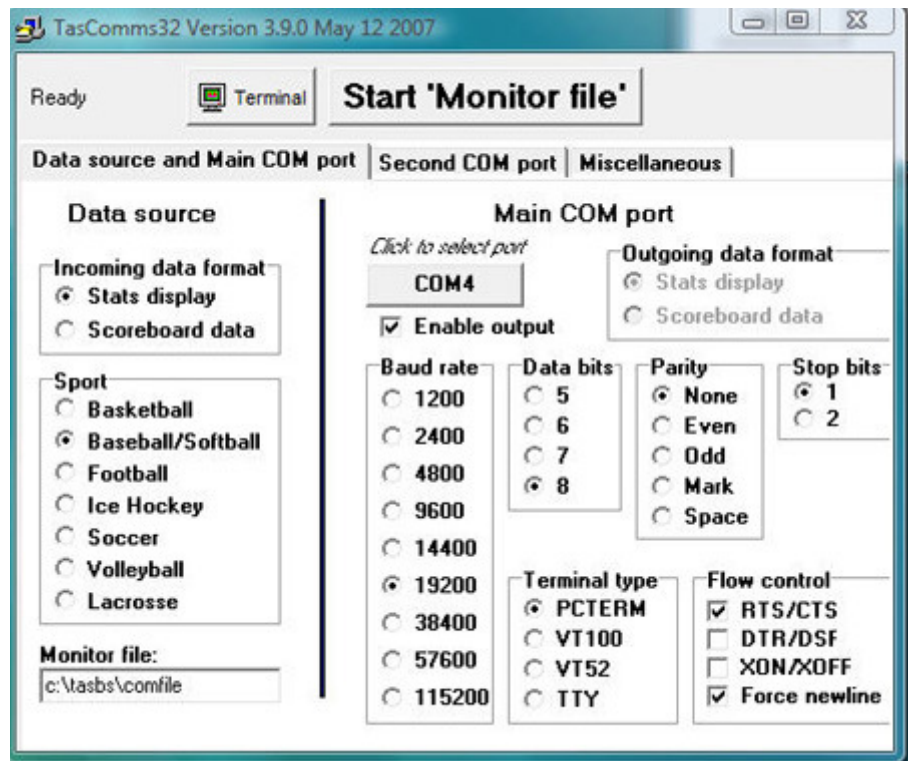 TasComms32 Version 3.9.0 May 12 2007
Ready
Terminal
Start 'Monitor file'
Data source and Main COM port
Second COM port
Miscellaneous
Data source
Incoming data format
Stats display
Scoreboard data
Sport
Basketball
Baseball/Softball
Football
Ice Hockey
Soccer
Volleyball
Lacrosse
Monitor file:
c:\tasbs\comfile
Main COM port
Click to select port
COM4
Enable output
Outgoing data format
Stats display
Scoreboard data
Baud rate
1200
2400
4800
9600
14400
19200
38400
57600
115200
Data bits
5
6
7
8
Parity
None
Even
Odd
Mark
Space
Stop bits
1
2
Terminal type
PCTERM
VT100
VT52
TTY
Flow control
RTS/CTS
DTR/DSF
XON/XOFF
Force newline